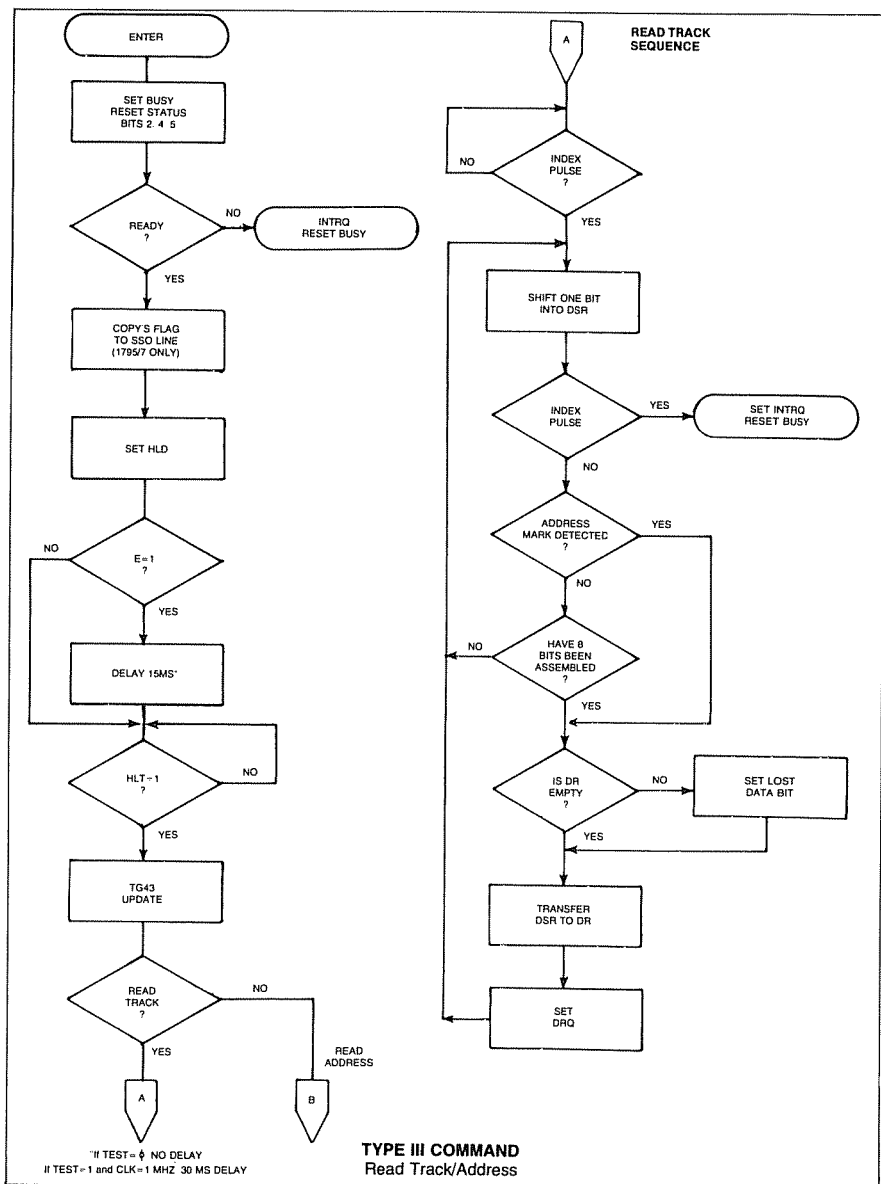 ENTER
SET BUSY
RESET STATUS
BITS 2, 4 5
READY
?
NO
INTRQ
RESET BUSY
YES
COPY'S FLAG
TO SSO LINE
(1795/7 ONLY)
SET HLD
NO
E=1
?
YES
DELAY 15MS*
HLT=1
?
NO
YES
TG43
UPDATE
READ
TRACK
?
NO
YES
READ
ADDRESS
A
B
*If TEST=ϕ NO DELAY
If TEST=1 and CLK=1 MHZ 30 MS DELAY
A
READ TRACK
SEQUENCE
NO
INDEX
PULSE
?
YES
SHIFT ONE BIT
INTO DSR
INDEX
PULSE
YES
SET INTRQ
RESET BUSY
NO
ADDRESS
MARK DETECTED
?
YES
NO
NO
HAVE 8
BITS BEEN
ASSEMBLED
?
YES
IS DR
EMPTY
?
NO
SET LOST
DATA BIT
YES
TRANSFER
DSR TO DR
SET
DRQ
TYPE III COMMAND
Read Track/Address